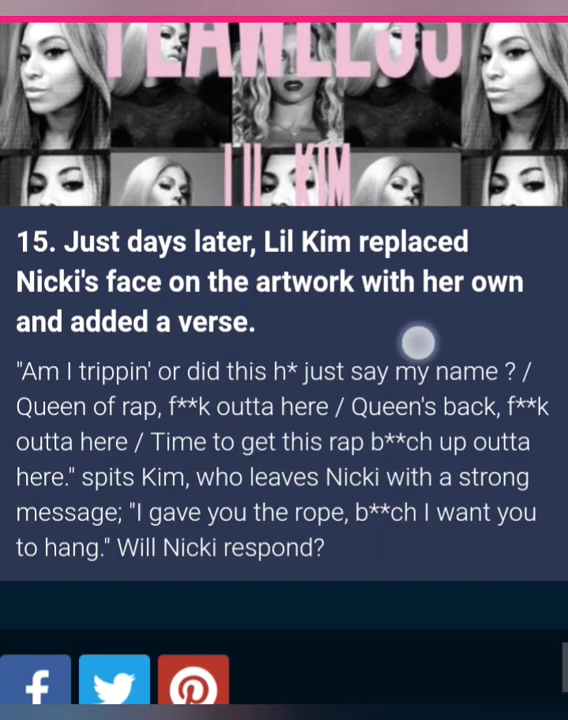 FLAWLESS
LIL KIM
15. Just days later, Lil Kim replaced
Nicki's face on the artwork with her own
and added a verse.
"Am I trippin' or did this h* just say my name ? /
Queen of rap, f**k outta here / Queen's back, f**k
outta here / Time to get this rap b**ch up outta
here." spits Kim, who leaves Nicki with a strong
message; "I gave you the rope, b**ch I want you
to hang." Will Nicki respond?